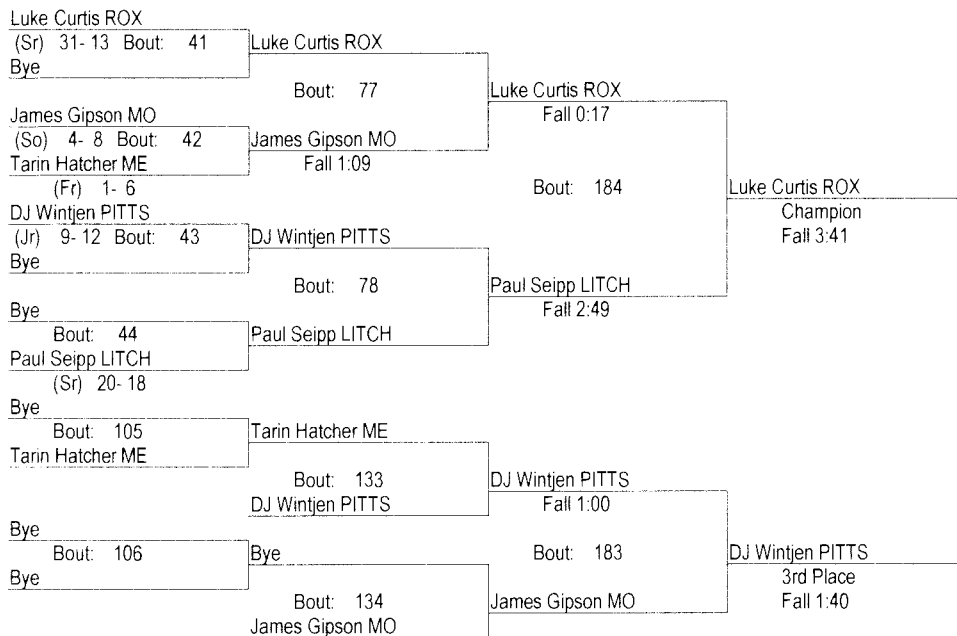 Luke Curtis ROX
(Sr) 31- 13 Bout: 41
Bye
Luke Curtis ROX
Bout: 77
James Gipson MO
(So) 4- 8 Bout: 42
Tarin Hatcher ME
(Fr) 1- 6
James Gipson MO
Fall 1:09
Luke Curtis ROX
Fall 0:17
DJ Wintjen PITTS
(Jr) 9- 12 Bout: 43
Bye
DJ Wintjen PITTS
Bout: 78
Bye
Bout: 44
Paul Seipp LITCH
(Sr) 20- 18
Paul Seipp LITCH
Paul Seipp LITCH
Fall 2:49
Bout: 184
Luke Curtis ROX
Champion
Fall 3:41
Bye
Bout: 105
Tarin Hatcher ME
Tarin Hatcher ME
Bout: 133
DJ Wintjen PITTS
DJ Wintjen PITTS
Fall 1:00
Bye
Bout: 106
Bye
Bye
Bout: 134
James Gipson MO
James Gipson MO
Bout: 183
DJ Wintjen PITTS
3rd Place
Fall 1:40